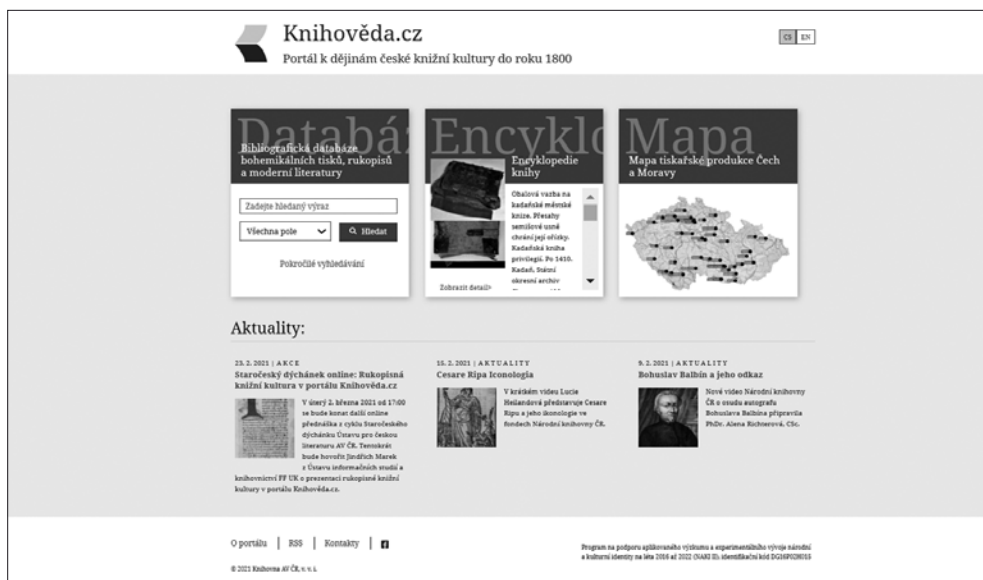 Knihověda.cz
Portál k dějinám české knižní kultury do roku 1800
CS EN
Databáz
Bibliografická databáze
bohemikálních tisků, rukopisů
a moderní literatury
Zadejte hledaný výraz
Všechna pole
Hledat
Pokročilé vyhledávání
Encyklo
Encyklopedie
knihy
Obalová vazba na
kadaňské městské
knize. Přesahy
semišové usně
chrání její ořízky.
Kadaňská kniha
privilegií. Po 1410.
Kadaň, Státní
okresní archiv
Zobrazit detail>
Mapa
Mapa tiskařské produkce Čech
a Moravy
Aktuality:
23. 2. 2021 | AKCE
Staročeský dýchánek online: Rukopisná
knižní kultura v portálu Knihověda.cz
V úterý 2. března 2021 od 17:00
se bude konat další online
přednáška z cyklu Staročeského
dýchánku Ústavu pro českou
literaturu AV ČR. Tentokrát
bude hovořit Jindřich Marek
z Ústavu informačních studií a
knihovnictví FF UK o presentaci rukopisné knižní
kultury v portálu Knihověda.cz.
15. 2. 2021 | AKTUALITY
Cesare Ripa Iconologia
V krátkém videu Lucie
Heilandová představuje Cesare
Ripu a jeho ikonologie ve
fondech Národní knihovny ČR.
9. 2. 2021 | AKTUALITY
Bohuslav Balbín a jeho odkaz
Nové video Národní knihovny
ČR o osudu autografu
Bohuslava Balbína připravila
PhDr. Alena Richterová, CSc.
O portálu | RSS | Kontakty |
© 2021 Knihovna AV ČR, v. v. i.
Program na podporu aplikovaného výzkumu a experimentálního vývoje národní
a kulturní identity na léta 2016 až 2022 (NAKI II); identifikační kód DG16P02H015